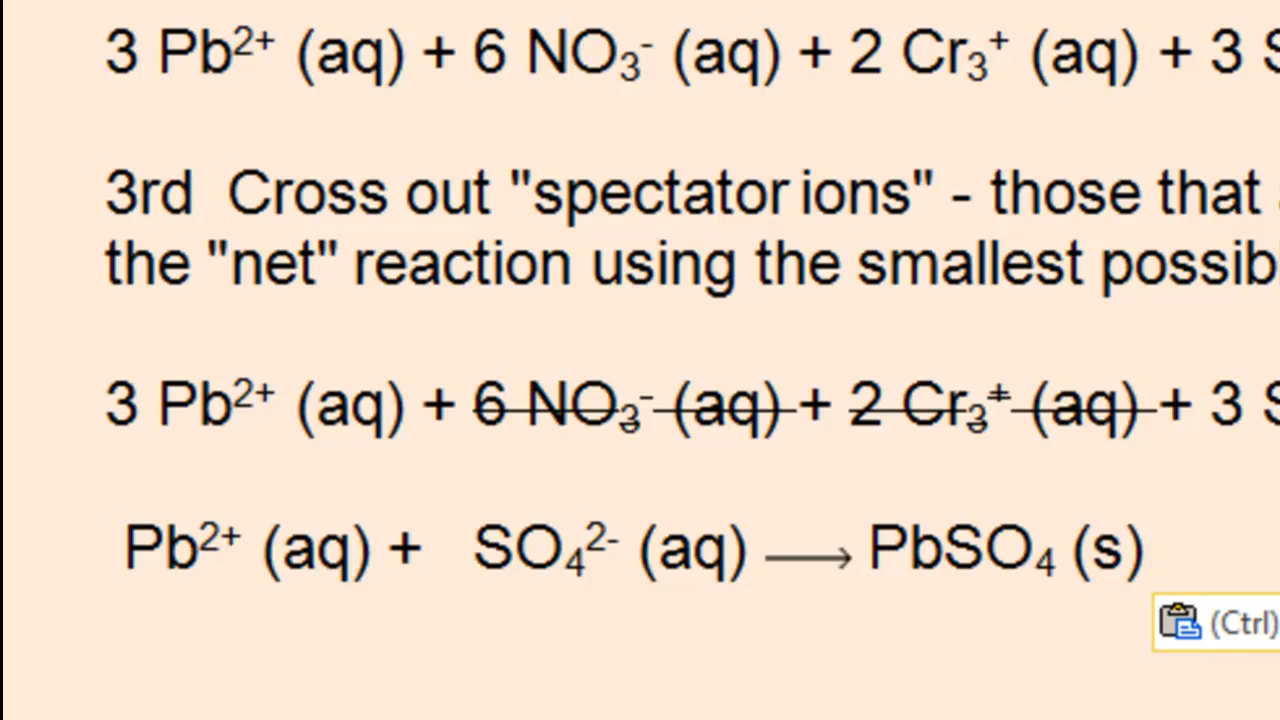 3 Pb²⁺ (aq) + 6 NO₃⁻ (aq) + 2 Cr₃⁺ (aq) + 3 S
3rd Cross out "spectator ions" - those that
the "net" reaction using the smallest possib
3 Pb²⁺ (aq) + 6 NO₃⁻ (aq) + 2 Cr₃⁺ (aq) + 3 S
Pb²⁺ (aq) + SO₄²⁻ (aq) ⟶ PbSO₄ (s)
(Ctrl)